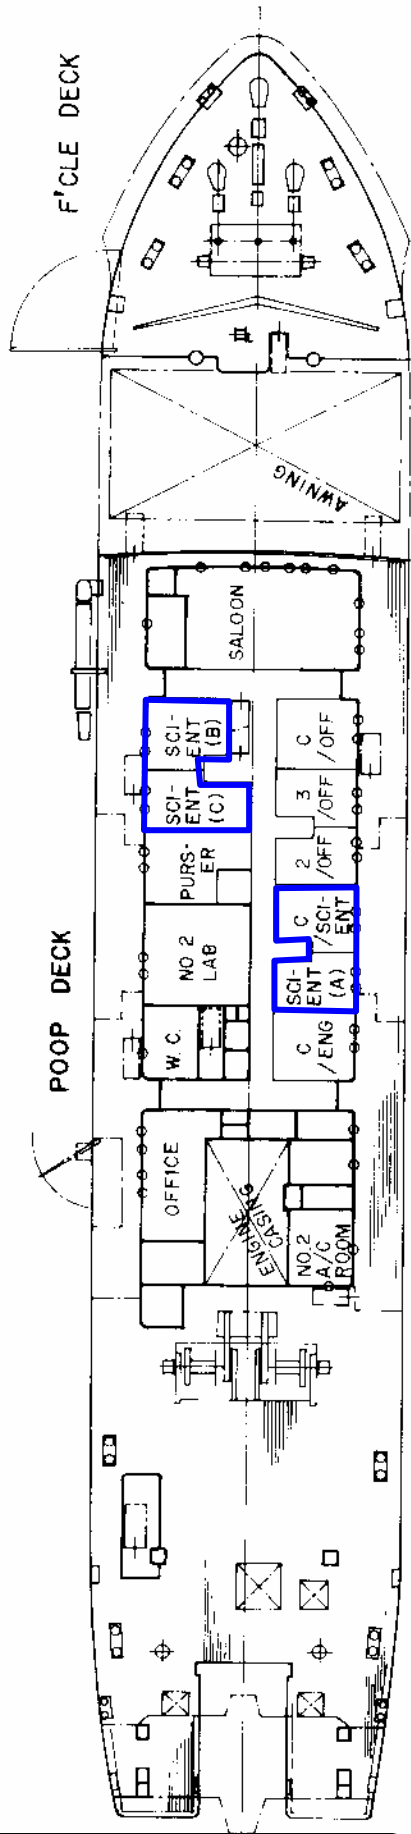 F'CLE DECK
AWNING
SALOON
SCI-
ENT
(B)
C
/OFF
SCI-
ENT
(C)
3
/OFF
PURS-
ER
2
/OFF
POOP DECK
NO 2
LAB
C
/SCI-
ENT
SCI-
ENT
(A)
W.C.
C
/ENG
OFFICE
ENGINE
CASING
NO.2
A/C
ROOM